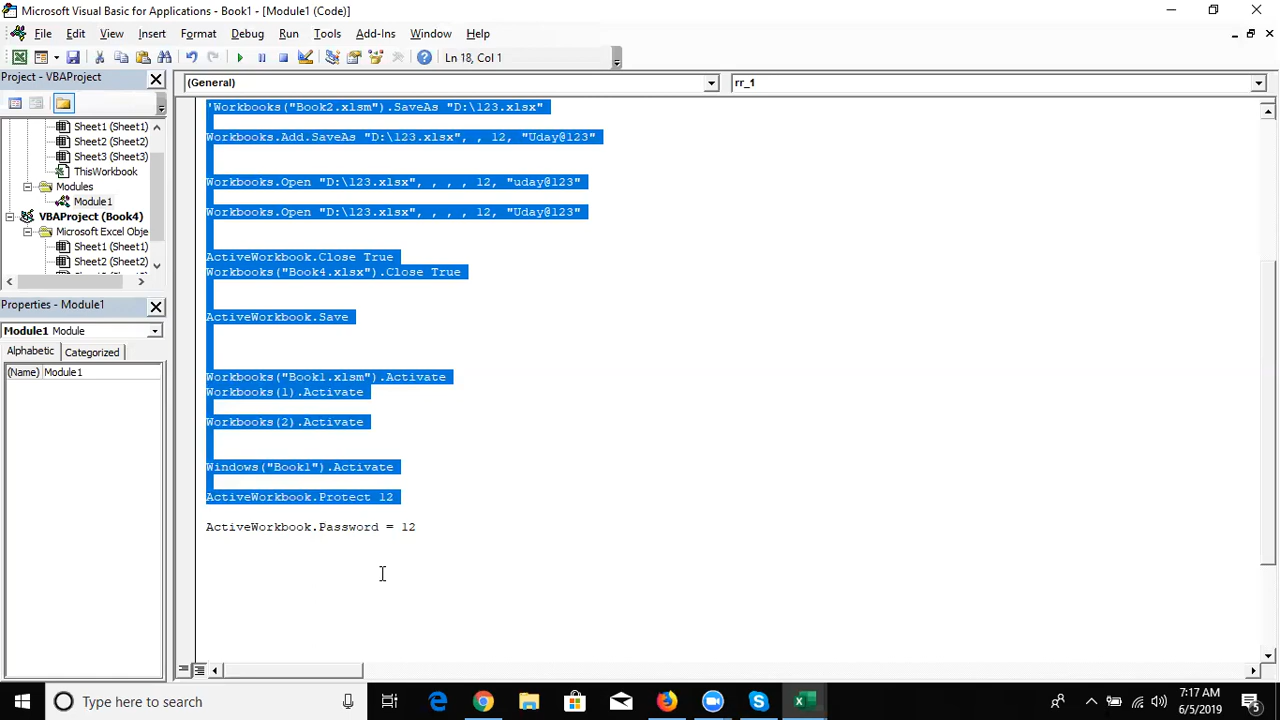 Microsoft Visual Basic for Applications - Book1 - [Module1 (Code)]
File Edit View Insert Format Debug Run Tools Add-Ins Window Help
Ln 18, Col 1
Project - VBAProject
(General)
rr_1
Sheet1 (Sheet1)
Sheet2 (Sheet2)
Sheet3 (Sheet3)
ThisWorkbook
Modules
Module1
VBAProject (Book4)
Microsoft Excel Obje
Sheet1 (Sheet1)
Sheet2 (Sheet2)
Properties - Module1
Module1 Module
Alphabetic Categorized
(Name) Module1
'Workbooks("Book2.xlsm").SaveAs "D:\123.xlsx"
Workbooks.Add.SaveAs "D:\123.xlsx", , 12, "Uday@123"
Workbooks.Open "D:\123.xlsx", , , , 12, "uday@123"
Workbooks.Open "D:\123.xlsx", , , , 12, "Uday@123"
ActiveWorkbook.Close True
Workbooks("Book4.xlsx").Close True
ActiveWorkbook.Save
Workbooks("Book1.xlsm").Activate
Workbooks(1).Activate
Workbooks(2).Activate
Windows("Book1").Activate
ActiveWorkbook.Protect 12
ActiveWorkbook.Password = 12
Type here to search
7:17 AM
6/5/2019
5